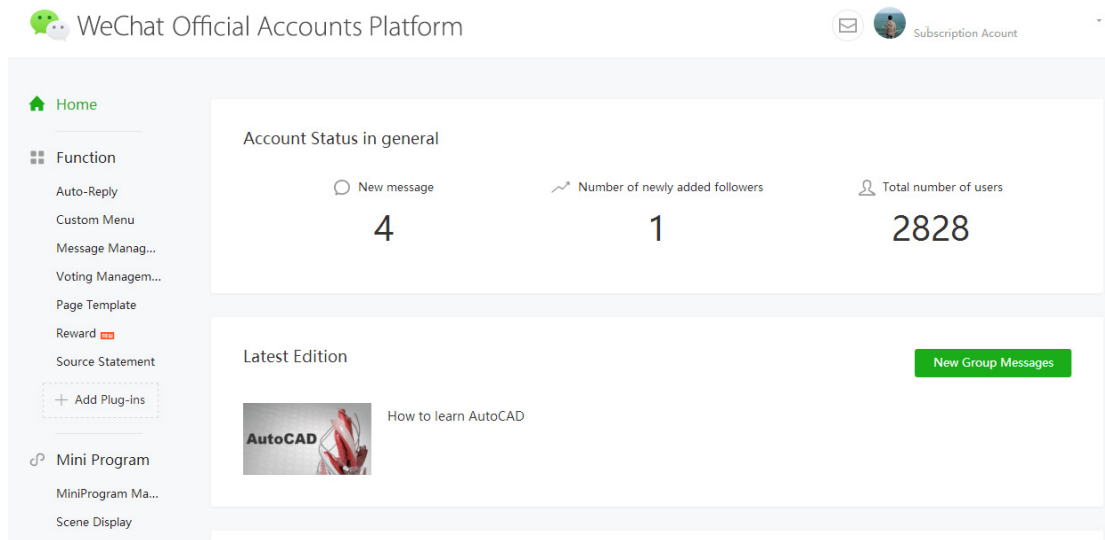 WeChat Official Accounts Platform
Subscription Acount
Home
Function
Auto-Reply
Custom Menu
Message Manag...
Voting Managem...
Page Template
Reward NEW
Source Statement
Add Plug-ins
Mini Program
MiniProgram Ma...
Scene Display
Account Status in general
New message
Number of newly added followers
Total number of users
4
1
2828
Latest Edition
New Group Messages
AutoCAD
How to learn AutoCAD